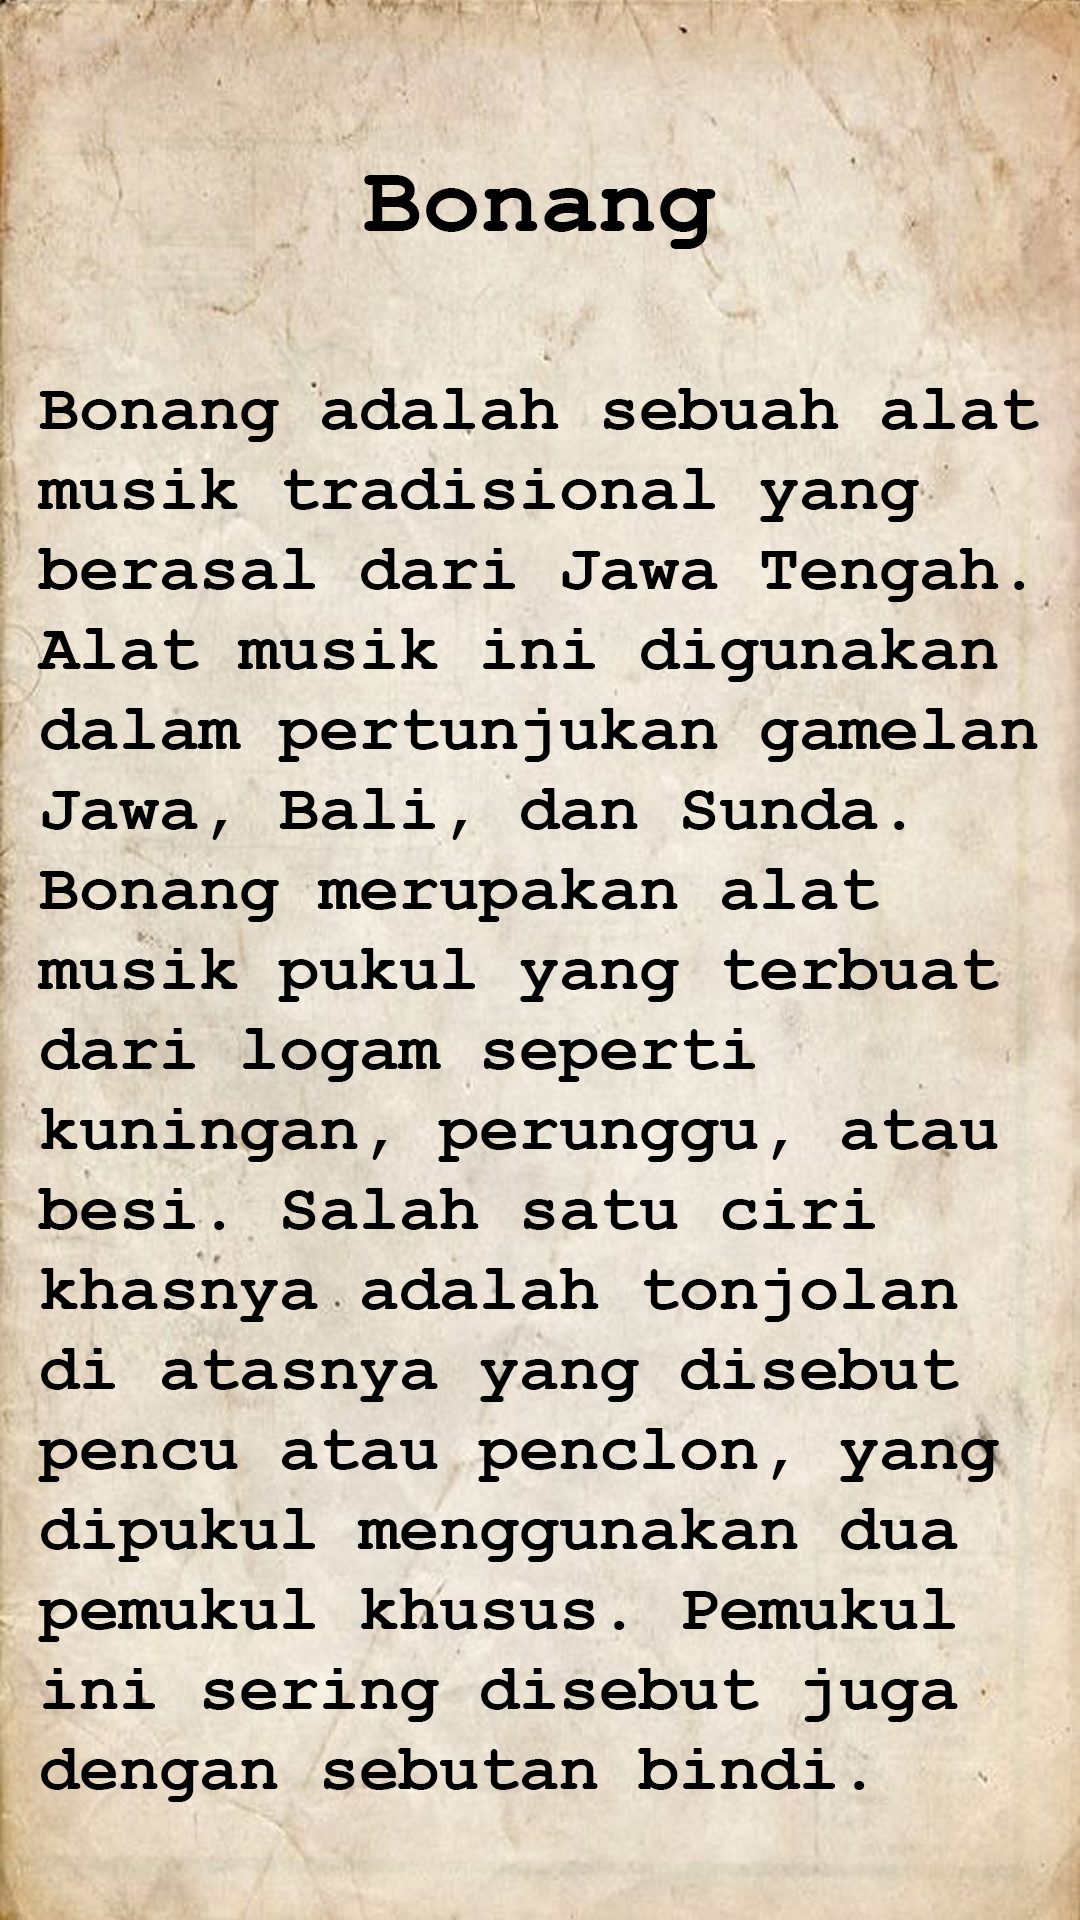 Bonang
Bonang adalah sebuah alat
musik tradisional yang
berasal dari Jawa Tengah.
Alat musik ini digunakan
dalam pertunjukan gamelan
Jawa, Bali, dan Sunda.
Bonang merupakan alat
musik pukul yang terbuat
dari logam seperti
kuningan, perunggu, atau
besi. Salah satu ciri
khasnya adalah tonjolan
di atasnya yang disebut
pencu atau penclon, yang
dipukul menggunakan dua
pemukul khusus. Pemukul
ini sering disebut juga
dengan sebutan bindi.